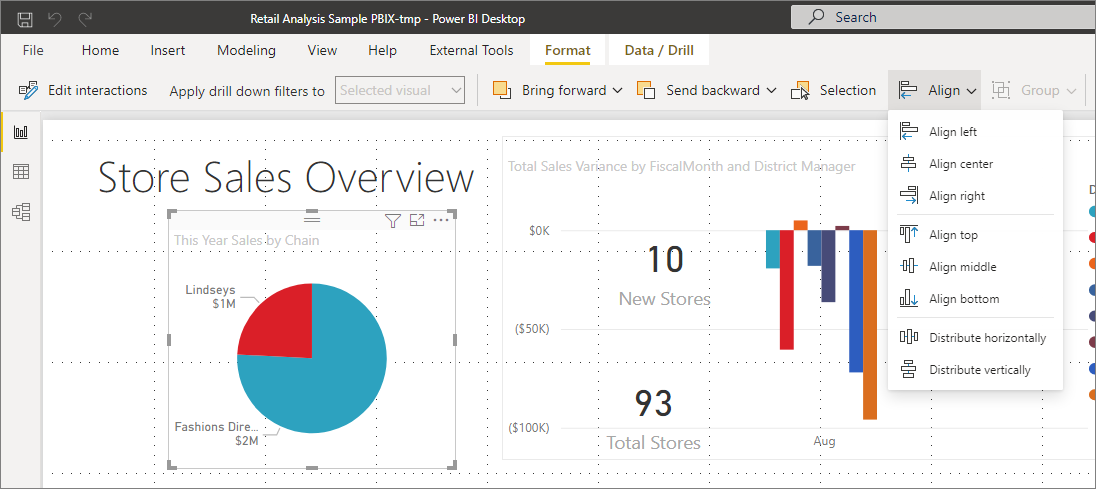 Retail Analysis Sample PBIX-tmp - Power BI Desktop
Search
File Home Insert Modeling View Help External Tools Format Data / Drill
Edit interactions Apply drill down filters to Selected visual Bring forward Send backward Selection Align Group
Align left
Align center
Align right
Align top
Align middle
Align bottom
Distribute horizontally
Distribute vertically
Store Sales Overview
This Year Sales by Chain
Lindseys
$1M
Fashions Dire...
$2M
Total Sales Variance by FiscalMonth and District Manager
$0K
($50K)
($100K)
Aug
10
New Stores
93
Total Stores